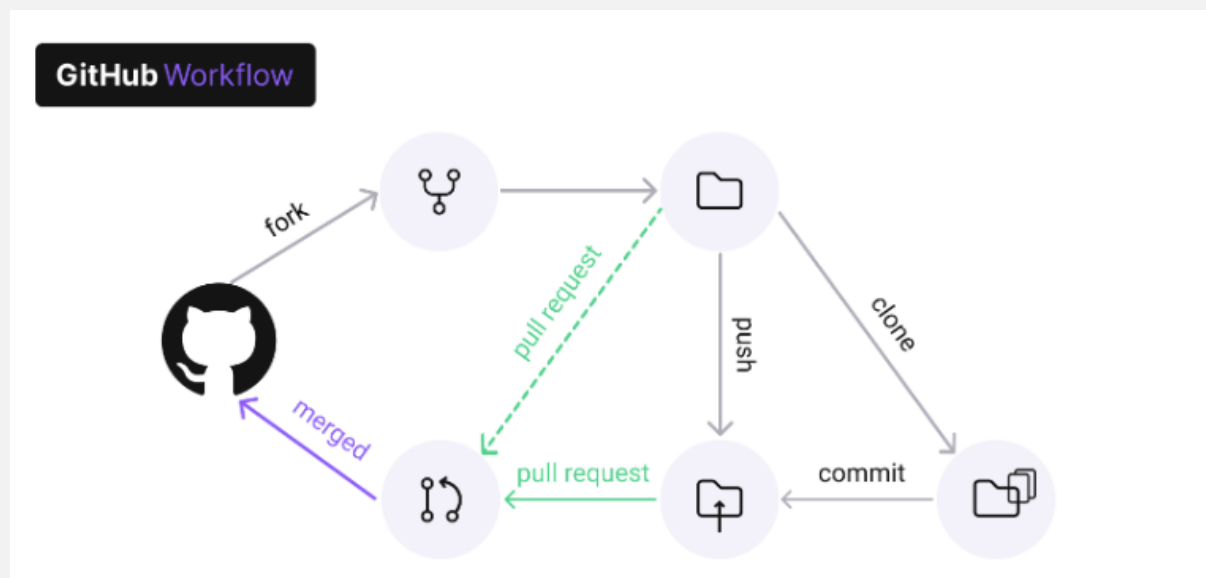 GitHub Workflow
fork
pull request
push
clone
merged
pull request
commit